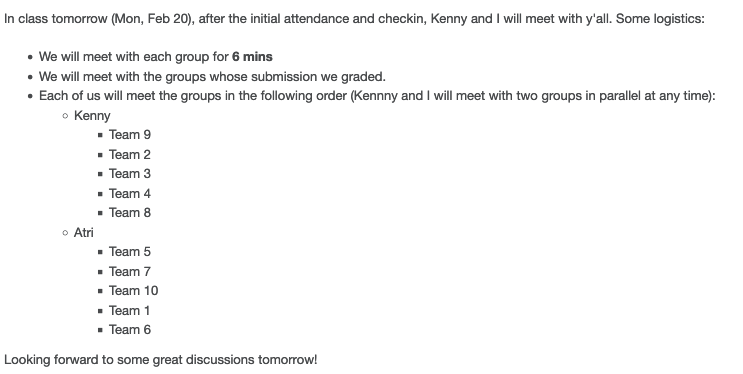 In class tomorrow (Mon, Feb 20), after the initial attendance and checkin, Kenny and I will meet with y'all. Some logistics:
• We will meet with each group for 6 mins
• We will meet with the groups whose submission we graded.
• Each of us will meet the groups in the following order (Kennny and I will meet with two groups in parallel at any time):
◦ Kenny
▪ Team 9
▪ Team 2
▪ Team 3
▪ Team 4
▪ Team 8
◦ Atri
▪ Team 5
▪ Team 7
▪ Team 10
▪ Team 1
▪ Team 6
Looking forward to some great discussions tomorrow!